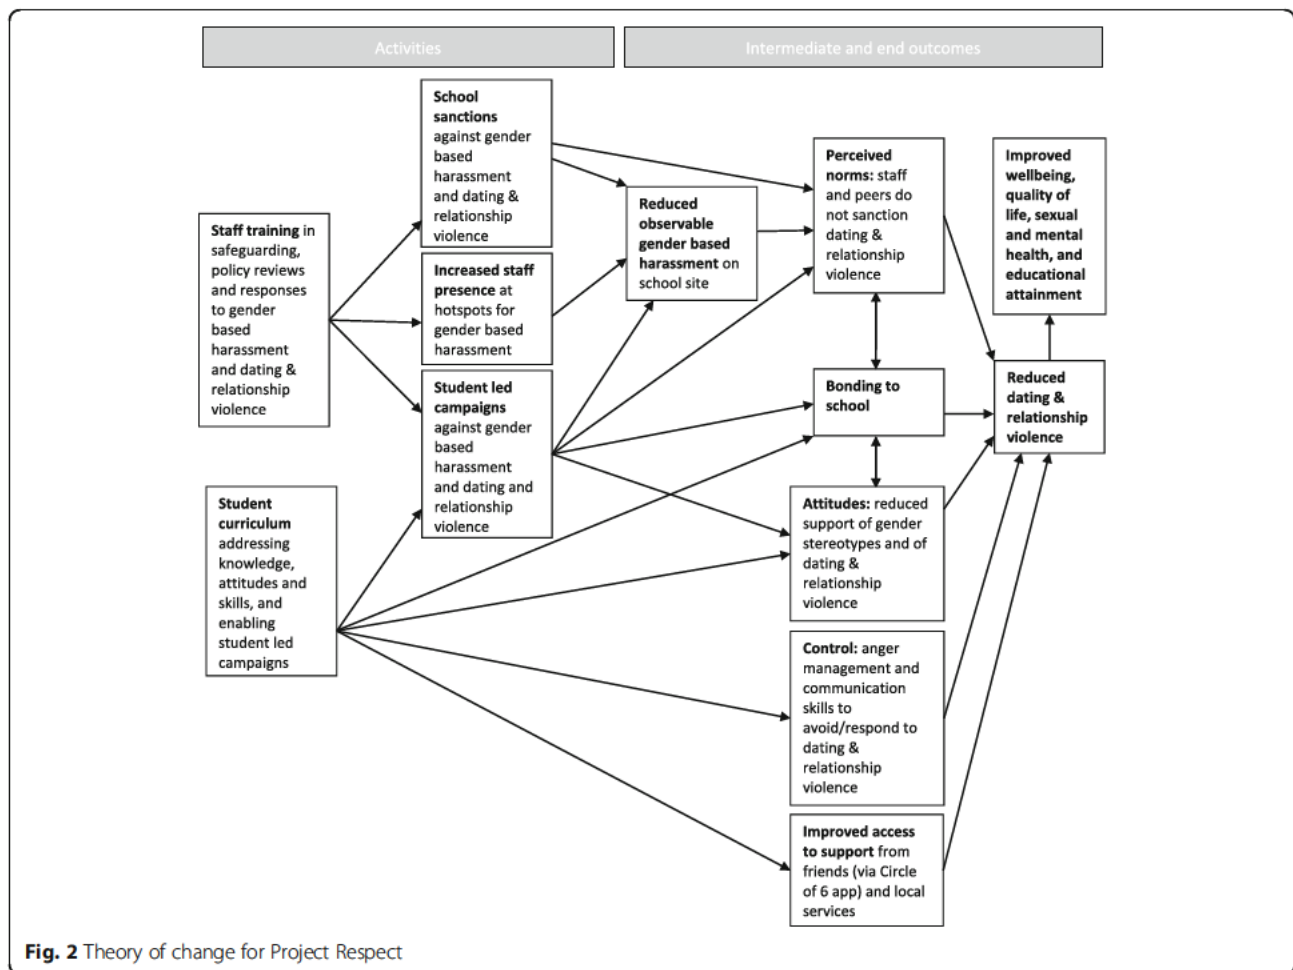 Activities
Intermediate and end outcomes
School
sanctions
against gender
based
harassment
and dating &
relationship
violence
Staff training in
safeguarding,
policy reviews
and responses
to gender
based
harassment
and dating &
relationship
violence
Increased staff
presence at
hotspots for
gender based
harassment
Student led
campaigns
against gender
based
harassment
and dating and
relationship
violence
Student
curriculum
addressing
knowledge,
attitudes and
skills, and
enabling
student led
campaigns
Reduced
observable
gender based
harassment on
school site
Perceived
norms: staff
and peers do
not sanction
dating &
relationship
violence
Bonding to
school
Attitudes: reduced
support of gender
stereotypes and of
dating &
relationship
violence
Control: anger
management and
communication
skills to
avoid/respond to
dating &
relationship
violence
Improved access
to support from
friends (via Circle
of 6 app) and local
services
Improved
wellbeing,
quality of
life, sexual
and mental
health, and
educational
attainment
Reduced
dating &
relationship
violence
Fig. 2 Theory of change for Project Respect